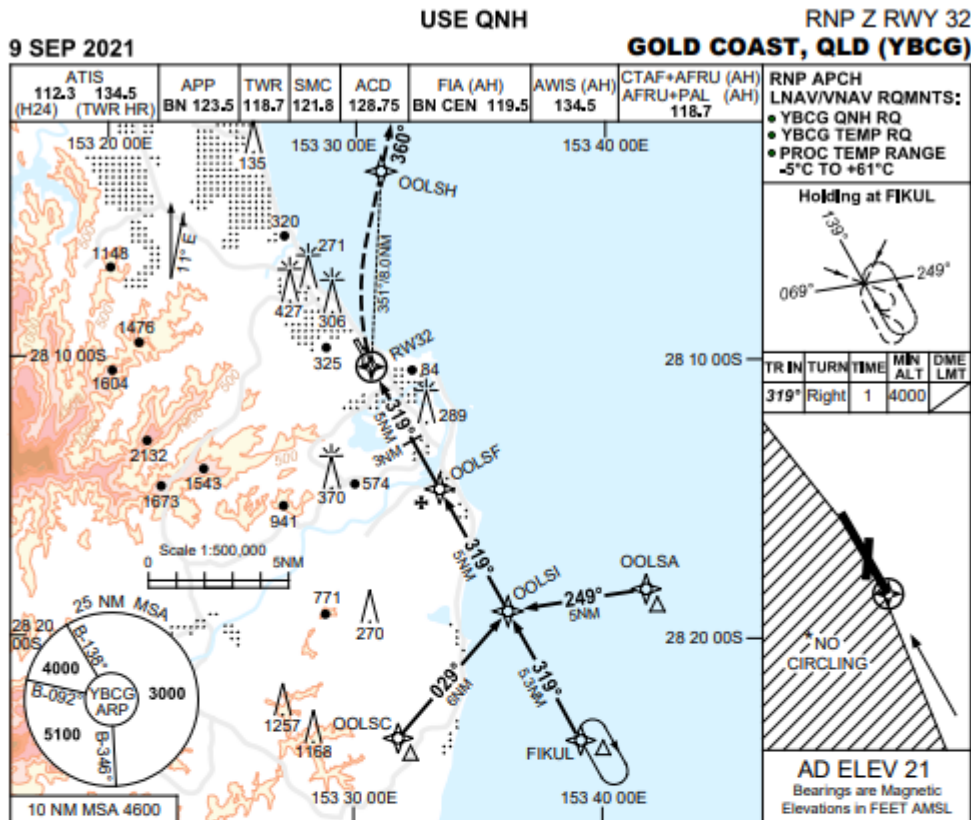 USE QNH
RNP Z RWY 32
9 SEP 2021
GOLD COAST, QLD (YBCG)
ATIS
112.3 134.5
(H24) (TWR HR)
APP
BN 123.5
TWR
118.7
SMC
121.8
ACD
128.75
FIA (AH)
BN CEN 119.5
AWIS (AH)
134.5
CTAF+AFRU (AH)
AFRU+PAL (AH)
118.7
RNP APCH
LNAV/VNAV RQMNTS:
• YBCG QNH RQ
• YBCG TEMP RQ
• PROC TEMP RANGE
-5°C TO +61°C
153 20 00E
153 30 00E
153 40 00E
135
360°
OOLSH
11° E
320
271
1148
427
306
351°/8.0NM
500
1476
325
RW32
28 10 00S
28 10 00S
1604
84
500
289
319°
5NM
3NM
2132
1543
500
OOLSF
1673
370
574
941
Scale 1:500,000
0
5NM
319°
5NM
OOLSI
OOLSA
249°
5NM
771
270
28 20
00S
28 20 00S
25 NM MSA
B-138°
4000
B-092°
YBCG
ARP
3000
5100
B-346°
029°
6NM
319°
5.3NM
1257
1168
OOLSC
FIKUL
10 NM MSA 4600
153 30 00E
153 40 00E
Holding at FIKUL
139°
249°
069°
TR IN
TURN
TIME
MIN
ALT
DME
LMT
319°
Right
1
4000
*NO
CIRCLING
AD ELEV 21
Bearings are Magnetic
Elevations in FEET AMSL